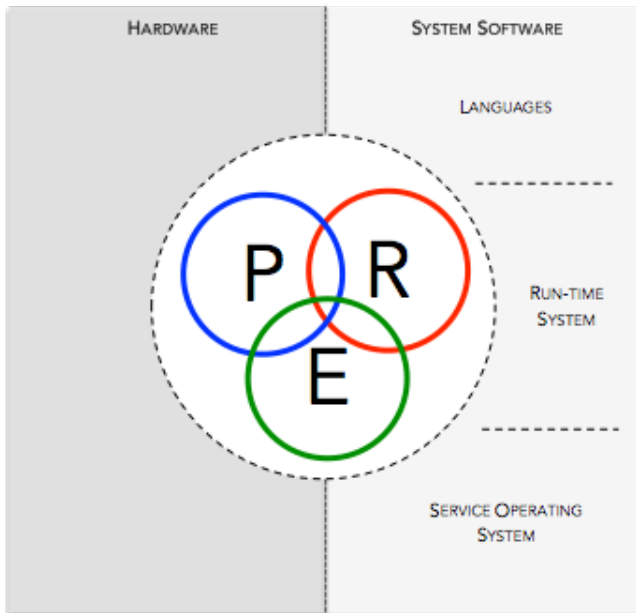 HARDWARE
SYSTEM SOFTWARE
LANGUAGES
P
R
E
RUN-TIME
SYSTEM
SERVICE OPERATING
SYSTEM